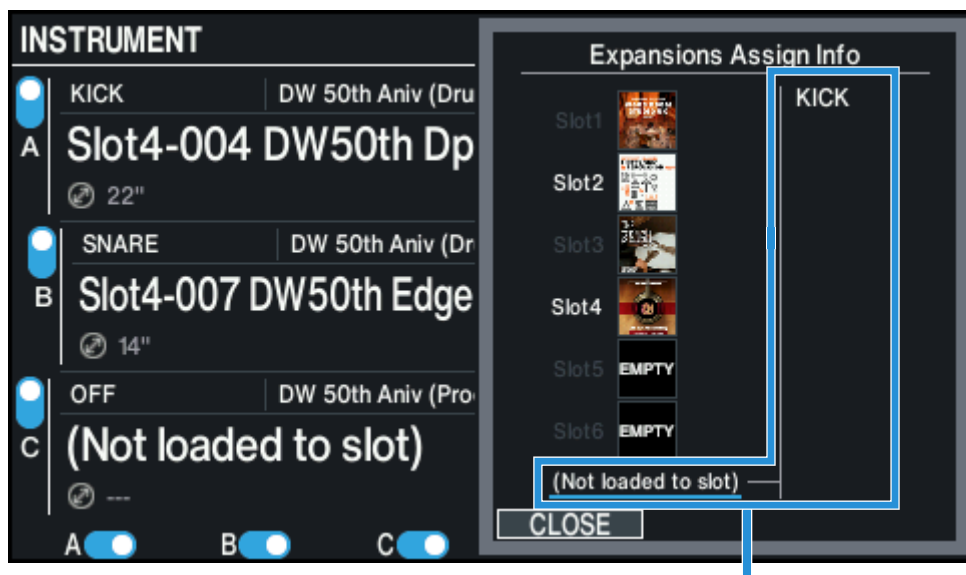 INSTRUMENT
A
KICK
DW 50th Aniv (Dru
Slot4-004 DW50th Dp
22"
B
SNARE
DW 50th Aniv (Dr
Slot4-007 DW50th Edge
14"
C
OFF
DW 50th Aniv (Pro
(Not loaded to slot)
---
A
B
C
Expansions Assign Info
Slot1
Slot2
Slot3
Slot4
Slot5 EMPTY
Slot6 EMPTY
(Not loaded to slot)
KICK
CLOSE